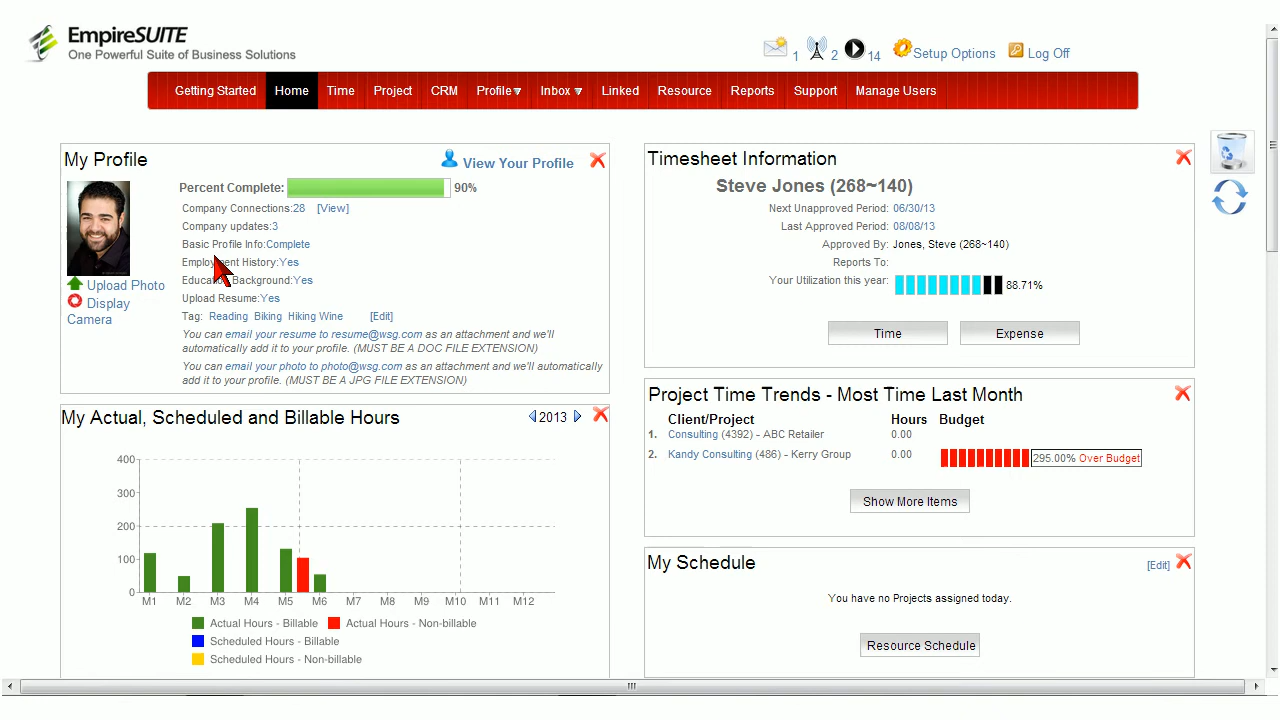 EmpireSUITE
One Powerful Suite of Business Solutions
1 2 14 Setup Options Log Off
Getting Started Home Time Project CRM Profile▼ Inbox ▼ Linked Resource Reports Support Manage Users
My Profile
View Your Profile
Percent Complete: 90%
Company Connections:28 [View]
Company updates:3
Basic Profile Info:Complete
Employment History:Yes
Education Background:Yes
Upload Resume:Yes
Tag: Reading Biking Hiking Wine [Edit]
You can email your resume to resume@wsg.com as an attachment and we'll
automatically add it to your profile. (MUST BE A DOC FILE EXTENSION)
You can email your photo to photo@wsg.com as an attachment and we'll automatically
add it to your profile. (MUST BE A JPG FILE EXTENSION)
Upload Photo
Display
Camera
Timesheet Information
Steve Jones (268~140)
Next Unapproved Period: 06/30/13
Last Approved Period: 08/08/13
Approved By: Jones, Steve (268~140)
Reports To:
Your Utilization this year: 88.71%
Time Expense
My Actual, Scheduled and Billable Hours
2013
400
300
200
100
0
M1 M2 M3 M4 M5 M6 M7 M8 M9 M10 M11 M12
Actual Hours - Billable Actual Hours - Non-billable
Scheduled Hours - Billable
Scheduled Hours - Non-billable
Project Time Trends - Most Time Last Month
Client/Project Hours Budget
1. Consulting (4392) - ABC Retailer 0.00
2. Kandy Consulting (486) - Kerry Group 0.00 295.00% Over Budget
Show More Items
My Schedule
[Edit]
You have no Projects assigned today.
Resource Schedule